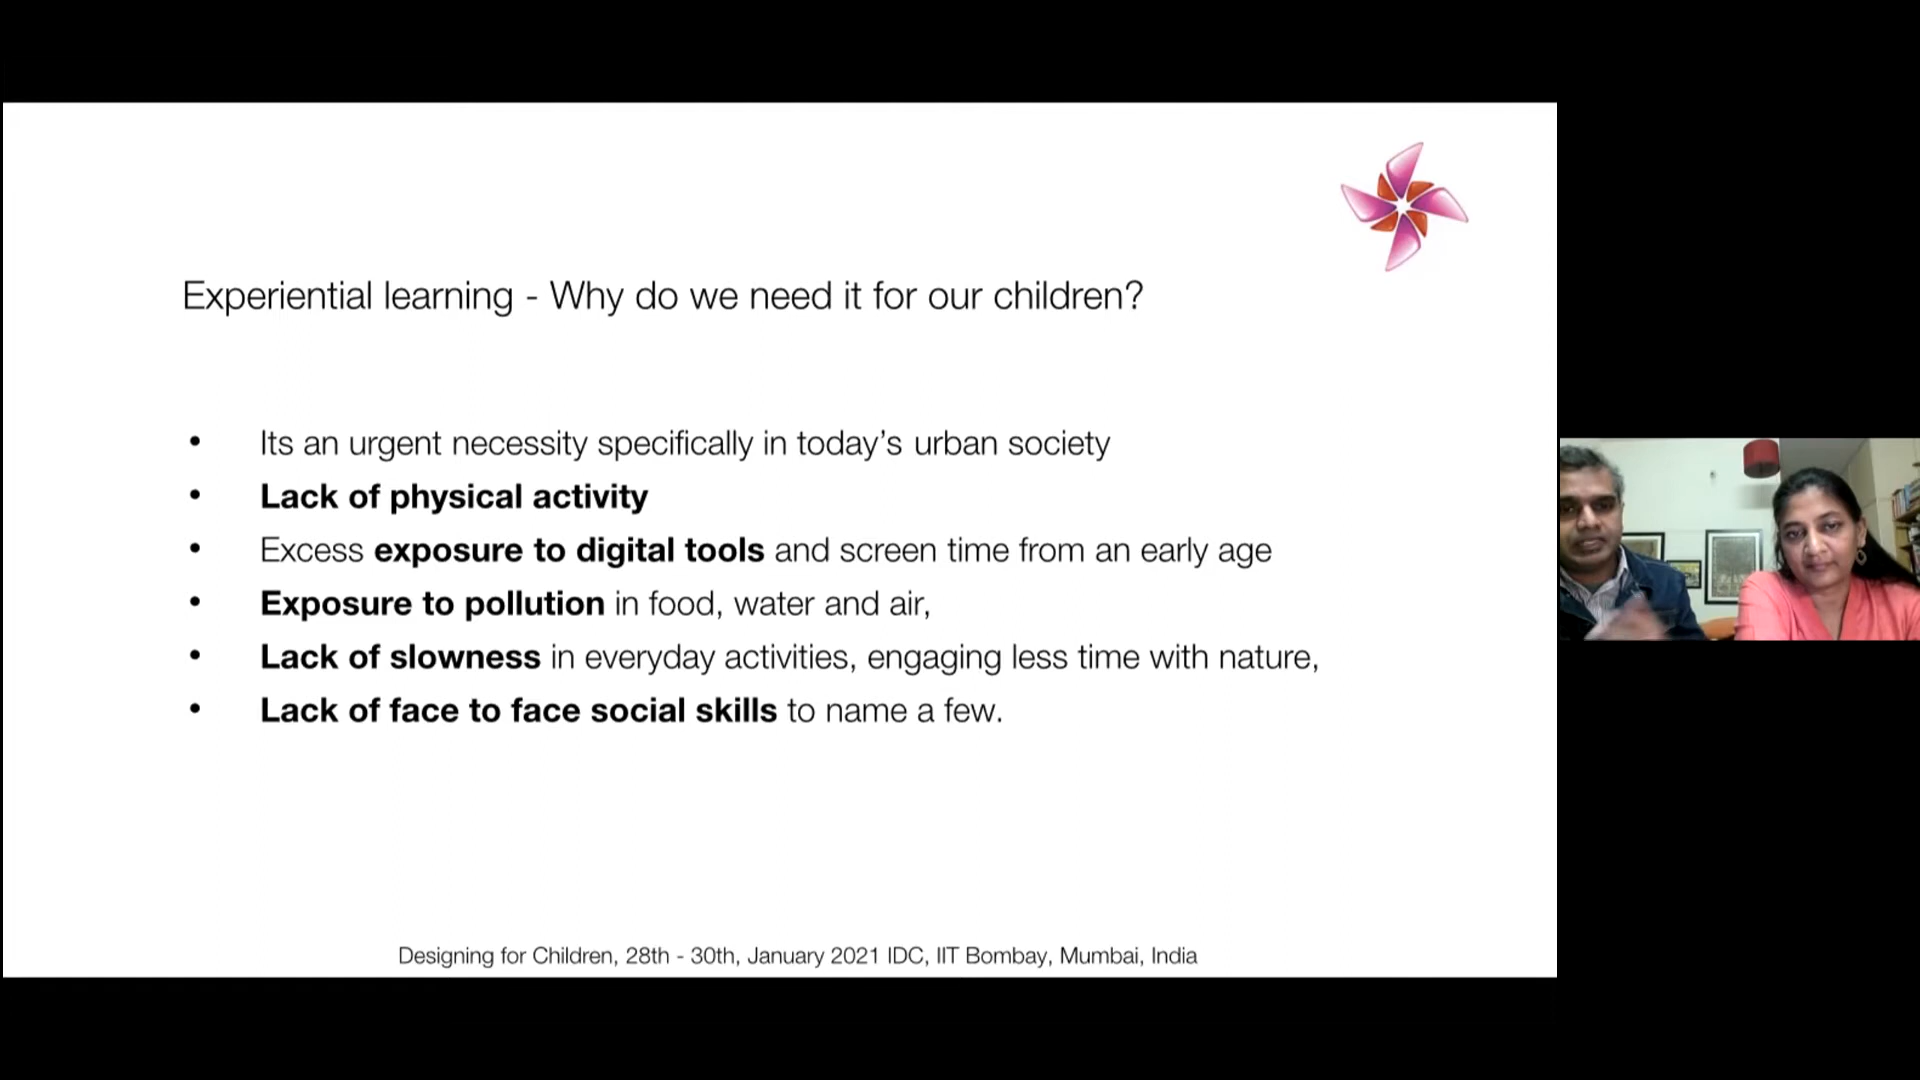 Experiential learning - Why do we need it for our children?
• Its an urgent necessity specifically in today’s urban society
• Lack of physical activity
• Excess exposure to digital tools and screen time from an early age
• Exposure to pollution in food, water and air,
• Lack of slowness in everyday activities, engaging less time with nature,
• Lack of face to face social skills to name a few.
Designing for Children, 28th - 30th, January 2021 IDC, IIT Bombay, Mumbai, India